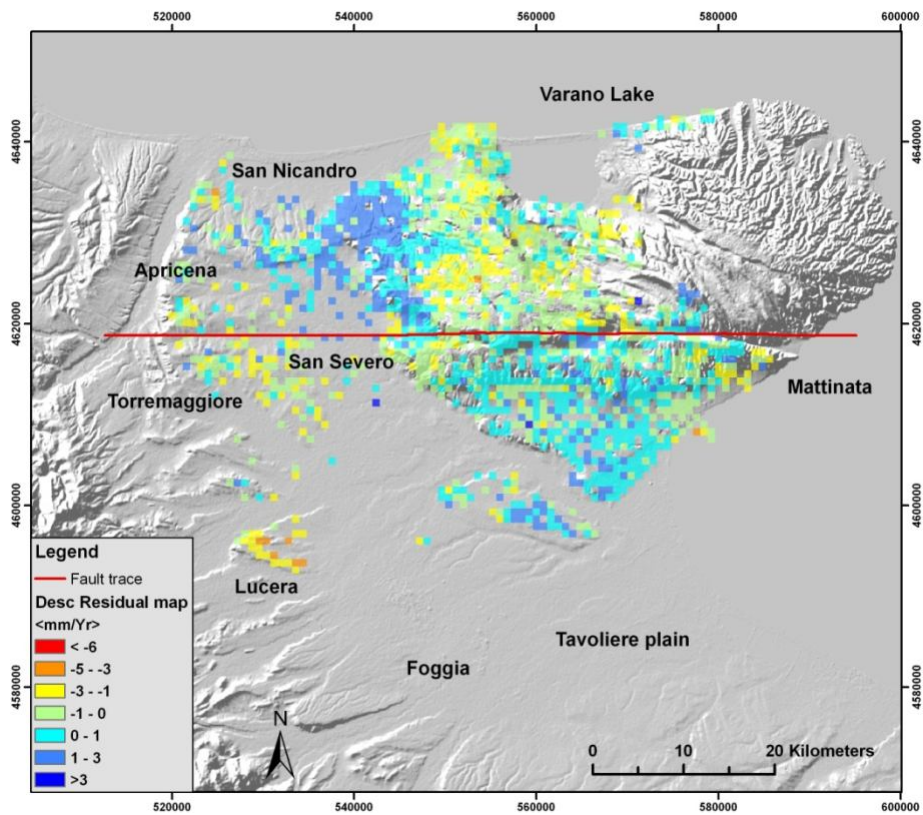 520000 540000 560000 580000 600000
Varano Lake
4640000 4640000
San Nicandro
Apricena
4620000 4620000
San Severo
Mattinata
Torremaggiore
4600000 4600000
Legend
Fault trace
Desc Residual map
<mm/Yr>
< -6
-5 - -3
-3 - -1
-1 - 0
0 - 1
1 - 3
>3
Lucera
Tavoliere plain
Foggia
4580000 4580000
N
0 10 20 Kilometers
520000 540000 560000 580000 600000